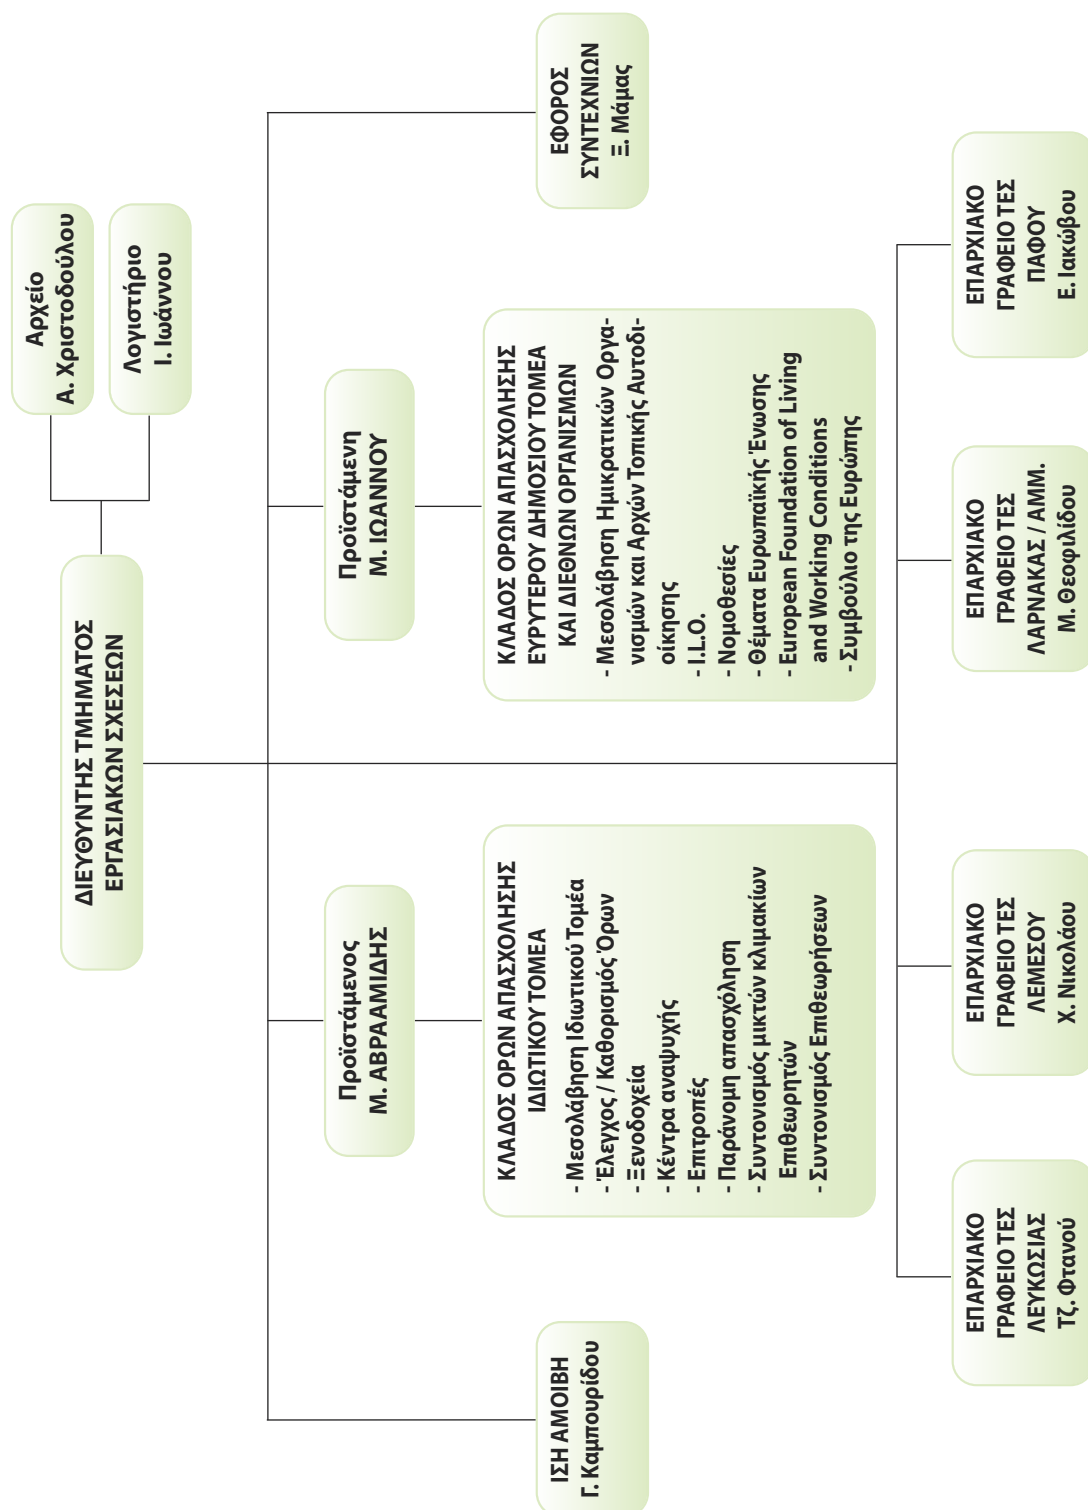 Αρχείο
Α. Χριστοδούλου
Λογιστήριο
Ι. Ιωάννου
ΔΙΕΥΘΥΝΤΗΣ ΤΜΗΜΑΤΟΣ
ΕΡΓΑΣΙΑΚΩΝ ΣΧΕΣΕΩΝ
ΙΣΗ ΑΜΟΙΒΗ
Γ. Καμπουρίδου
Προϊστάμενος
Μ. ΑΒΡΑΑΜΙΔΗΣ
ΚΛΑΔΟΣ ΟΡΩΝ ΑΠΑΣΧΟΛΗΣΗΣ
ΙΔΙΩΤΙΚΟΥ ΤΟΜΕΑ
- Μεσολάβηση Ιδιωτικού Τομέα
- Έλεγχος / Καθορισμός Όρων
- Ξενοδοχεία
- Κέντρα αναψυχής
- Επιτροπές
- Παράνομη απασχόληση
- Συντονισμός μικτών κλιμακίων
Επιθεωρητών
- Συντονισμός Επιθεωρήσεων
Προϊστάμενη
Μ. ΙΩΑΝΝΟΥ
ΚΛΑΔΟΣ ΟΡΩΝ ΑΠΑΣΧΟΛΗΣΗΣ
ΕΥΡΥΤΕΡΟΥ ΔΗΜΟΣΙΟΥ ΤΟΜΕΑ
ΚΑΙ ΔΙΕΘΝΩΝ ΟΡΓΑΝΙΣΜΩΝ
- Μεσολάβηση Ημικρατικών Οργα-
νισμών και Αρχών Τοπικής Αυτοδι-
οίκησης
- I.L.O.
- Νομοθεσίες
- Θέματα Ευρωπαϊκής Ένωσης
- European Foundation of Living
and Working Conditions
- Συμβούλιο της Ευρώπης
ΕΦΟΡΟΣ
ΣΥΝΤΕΧΝΙΩΝ
Ξ. Μάμας
ΕΠΑΡΧΙΑΚΟ
ΓΡΑΦΕΙΟ ΤΕΣ
ΛΕΥΚΩΣΙΑΣ
Τζ. Φτανού
ΕΠΑΡΧΙΑΚΟ
ΓΡΑΦΕΙΟ ΤΕΣ
ΛΕΜΕΣΟΥ
Χ. Νικολάου
ΕΠΑΡΧΙΑΚΟ
ΓΡΑΦΕΙΟ ΤΕΣ
ΛΑΡΝΑΚΑΣ / ΑΜΜ.
Μ. Θεοφιλίδου
ΕΠΑΡΧΙΑΚΟ
ΓΡΑΦΕΙΟ ΤΕΣ
ΠΑΦΟΥ
Ε. Ιακώβου